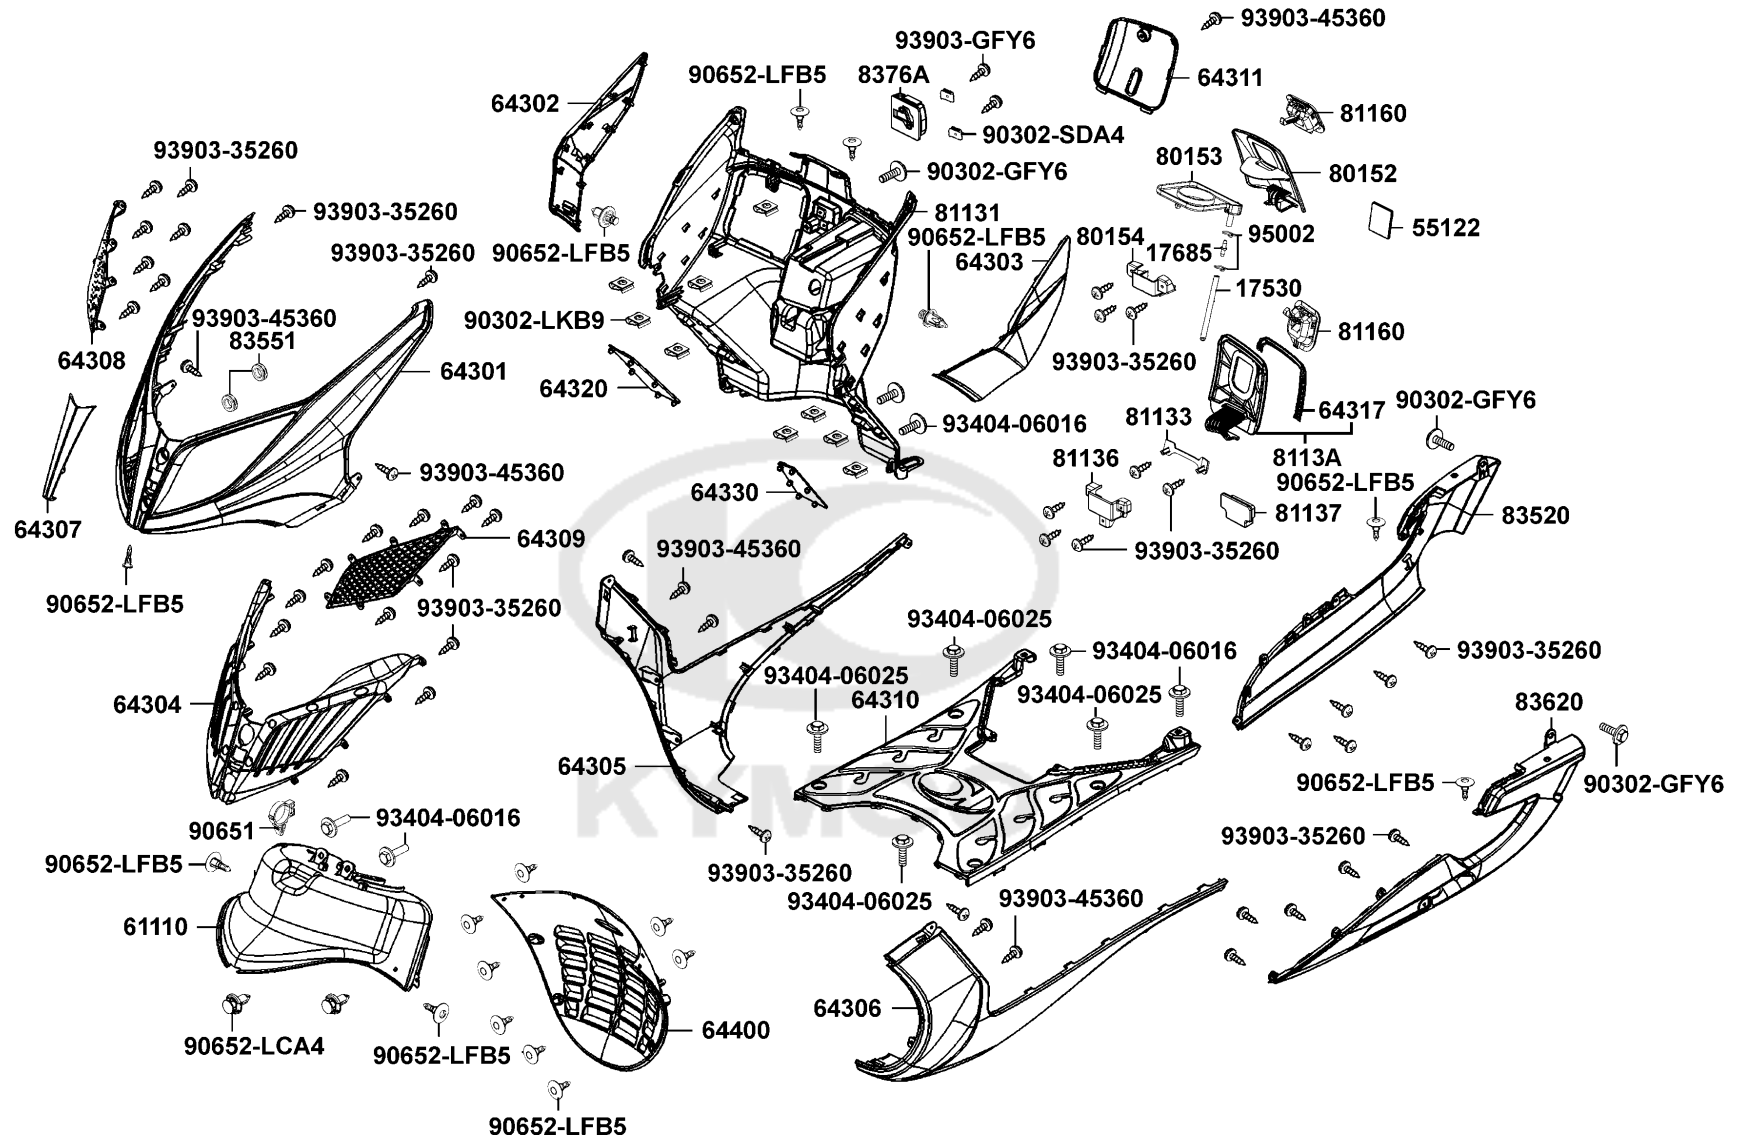 93903-45360
93903-GFY6
90652-LFB5
8376A
64311
64302
81160
90302-SDA4
93903-35260
80153
90302-GFY6
80152
93903-35260
81131
55122
90652-LFB5
80154
95002
93903-35260
90652-LFB5
17685
64303
17530
90302-LKB9
93903-45360
81160
83551
64308
93903-35260
64301
64320
90302-GFY6
64317
81133
93404-06016
8113A
81136
93903-45360
90652-LFB5
64330
81137
83520
64307
64309
93903-45360
93903-35260
90652-LFB5
93903-35260
93404-06025
93404-06016
93903-35260
93404-06025
93404-06025
64304
64310
83620
64305
KYMCO
90652-LFB5
90302-GFY6
90651
93404-06016
93903-35260
90652-LFB5
93903-35260
93404-06025
93903-45360
61110
64306
64400
90652-LCA4
90652-LFB5
90652-LFB5